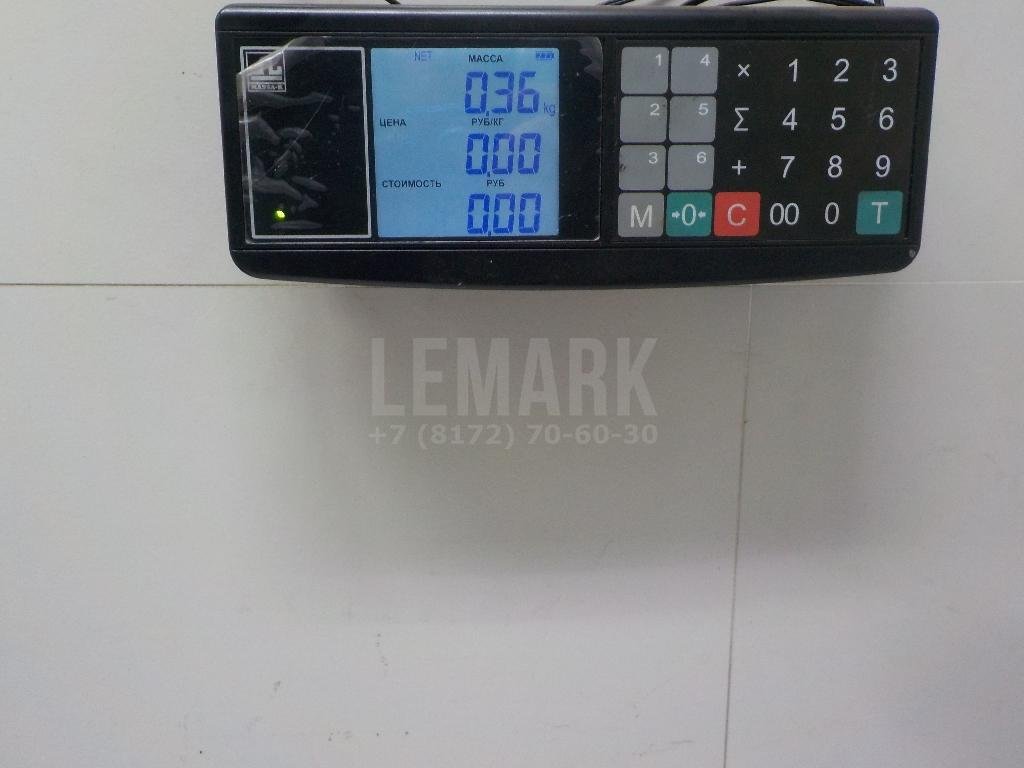 MASSA-K
NET МАССА
0,36 kg
ЦЕНА РУБ/КГ
0,00
СТОИМОСТЬ РУБ
0,00
1 4 × 1 2 3
2 5 Σ 4 5 6
3 6 + 7 8 9
M →0← C 00 0 T
LEMARK
+7 (8172) 70-60-30